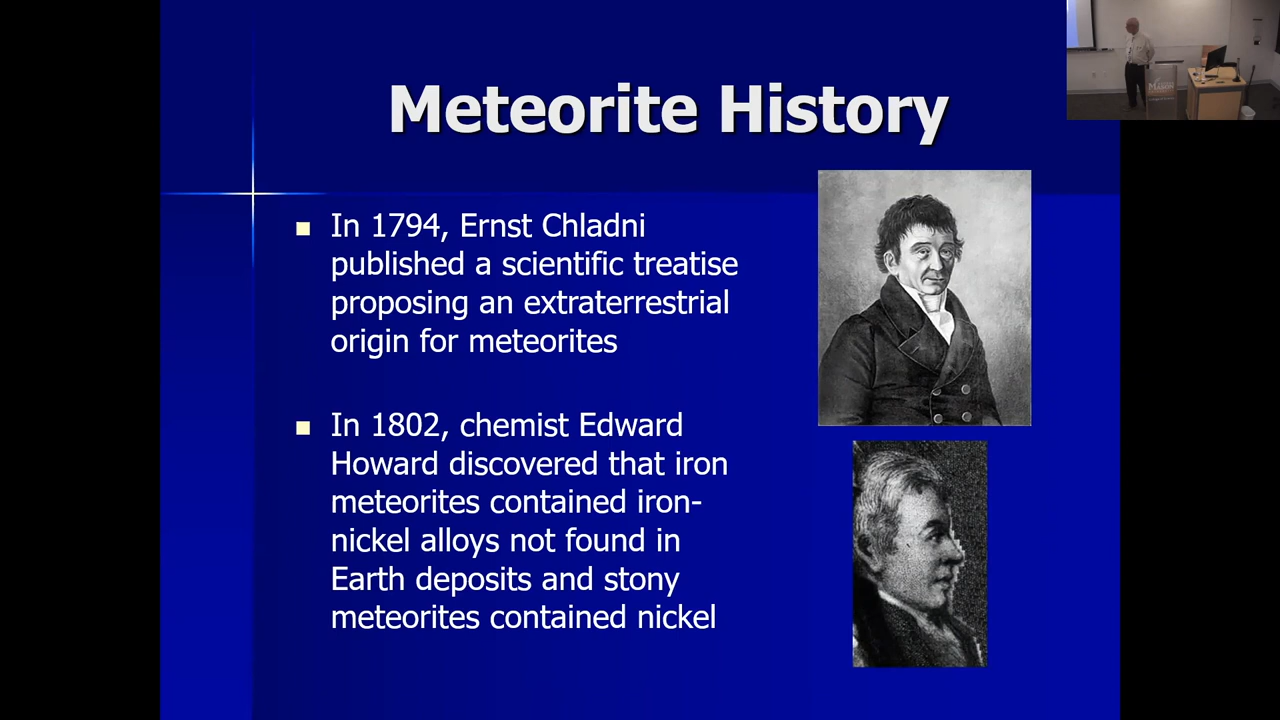 Meteorite History
In 1794, Ernst Chladni
published a scientific treatise
proposing an extraterrestrial
origin for meteorites
In 1802, chemist Edward
Howard discovered that iron
meteorites contained iron-
nickel alloys not found in
Earth deposits and stony
meteorites contained nickel
MASON